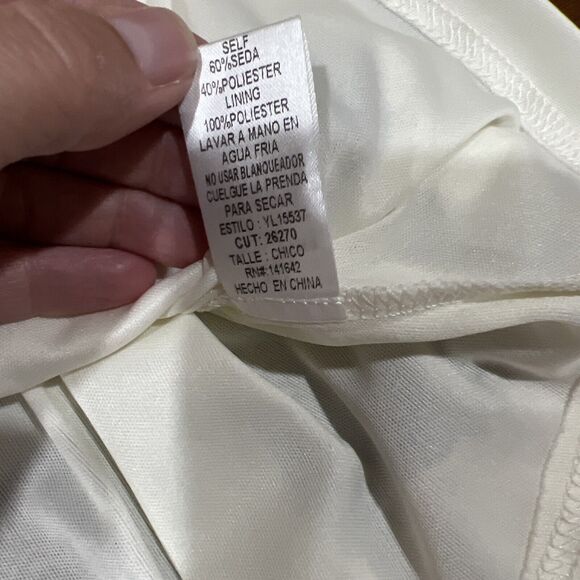 SELF
60%SEDA
40%POLIESTER
LINING
100%POLIESTER
LAVAR A MANO EN
AGUA FRIA
NO USAR BLANQUEADOR
CUELGUE LA PRENDA
PARA SECAR
ESTILO : YL15537
CUT: 26270
TALLE : CHICO
RN#:141642
HECHO EN CHINA